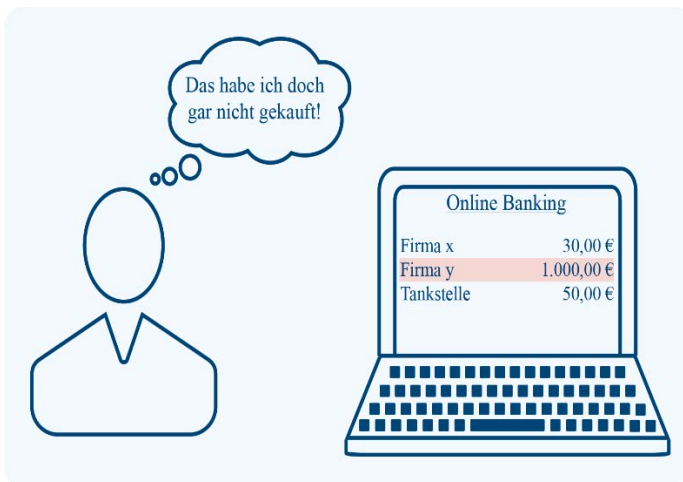 Das habe ich doch
gar nicht gekauft!
Online Banking
Firma x 30,00 €
Firma y 1.000,00 €
Tankstelle 50,00 €